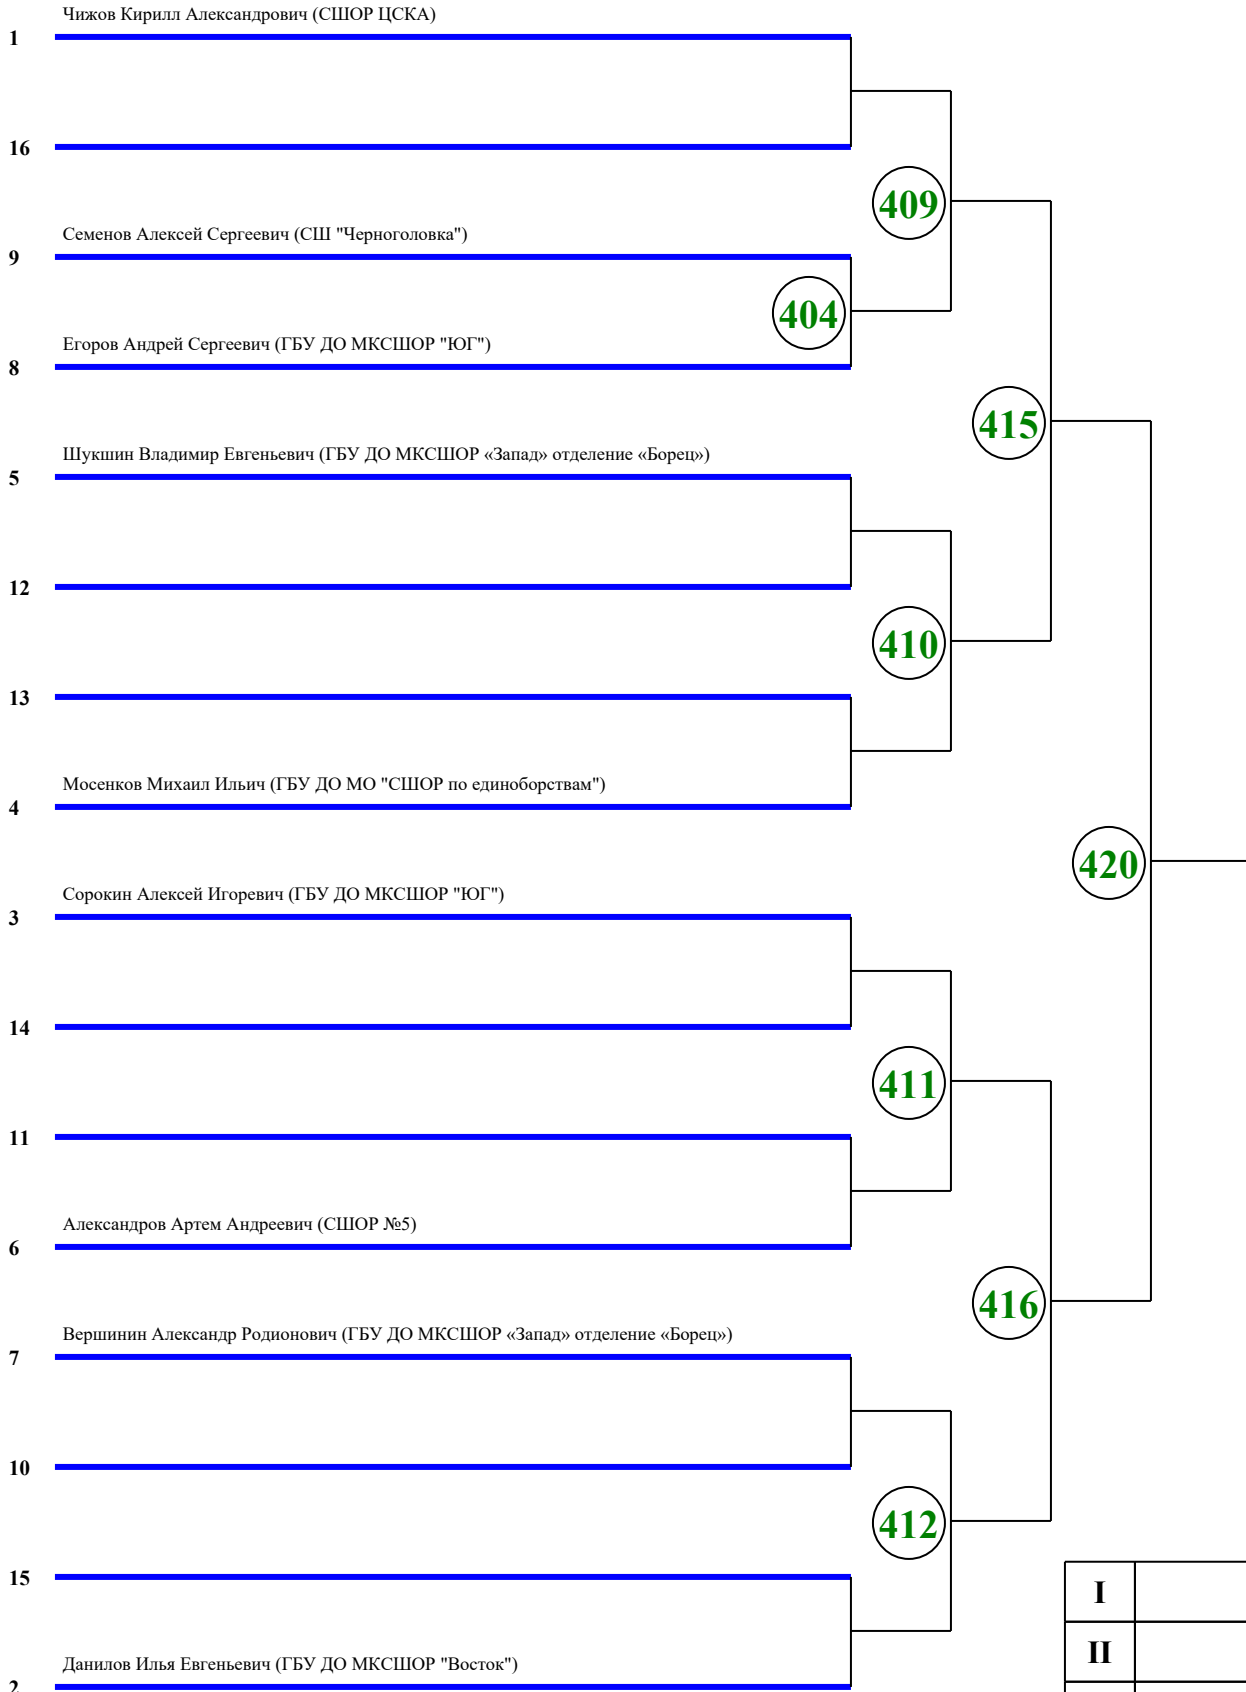 Чижов Кирилл Александрович (СШОР ЦСКА)
1
16
409
Семенов Алексей Сергеевич (СШ "Черноголовка")
9
404
Егоров Андрей Сергеевич (ГБУ ДО МКСШОР "ЮГ")
8
415
Шукшин Владимир Евгеньевич (ГБУ ДО МКСШОР «Запад» отделение «Борец»)
5
12
410
13
Мосенков Михаил Ильич (ГБУ ДО МО "СШОР по единоборствам")
4
420
Сорокин Алексей Игоревич (ГБУ ДО МКСШОР "ЮГ")
3
14
411
11
Александров Артем Андреевич (СШОР №5)
6
416
Вершинин Александр Родионович (ГБУ ДО МКСШОР «Запад» отделение «Борец»)
7
10
412
15
I
II
Данилов Илья Евгеньевич (ГБУ ДО МКСШОР "Восток")
2